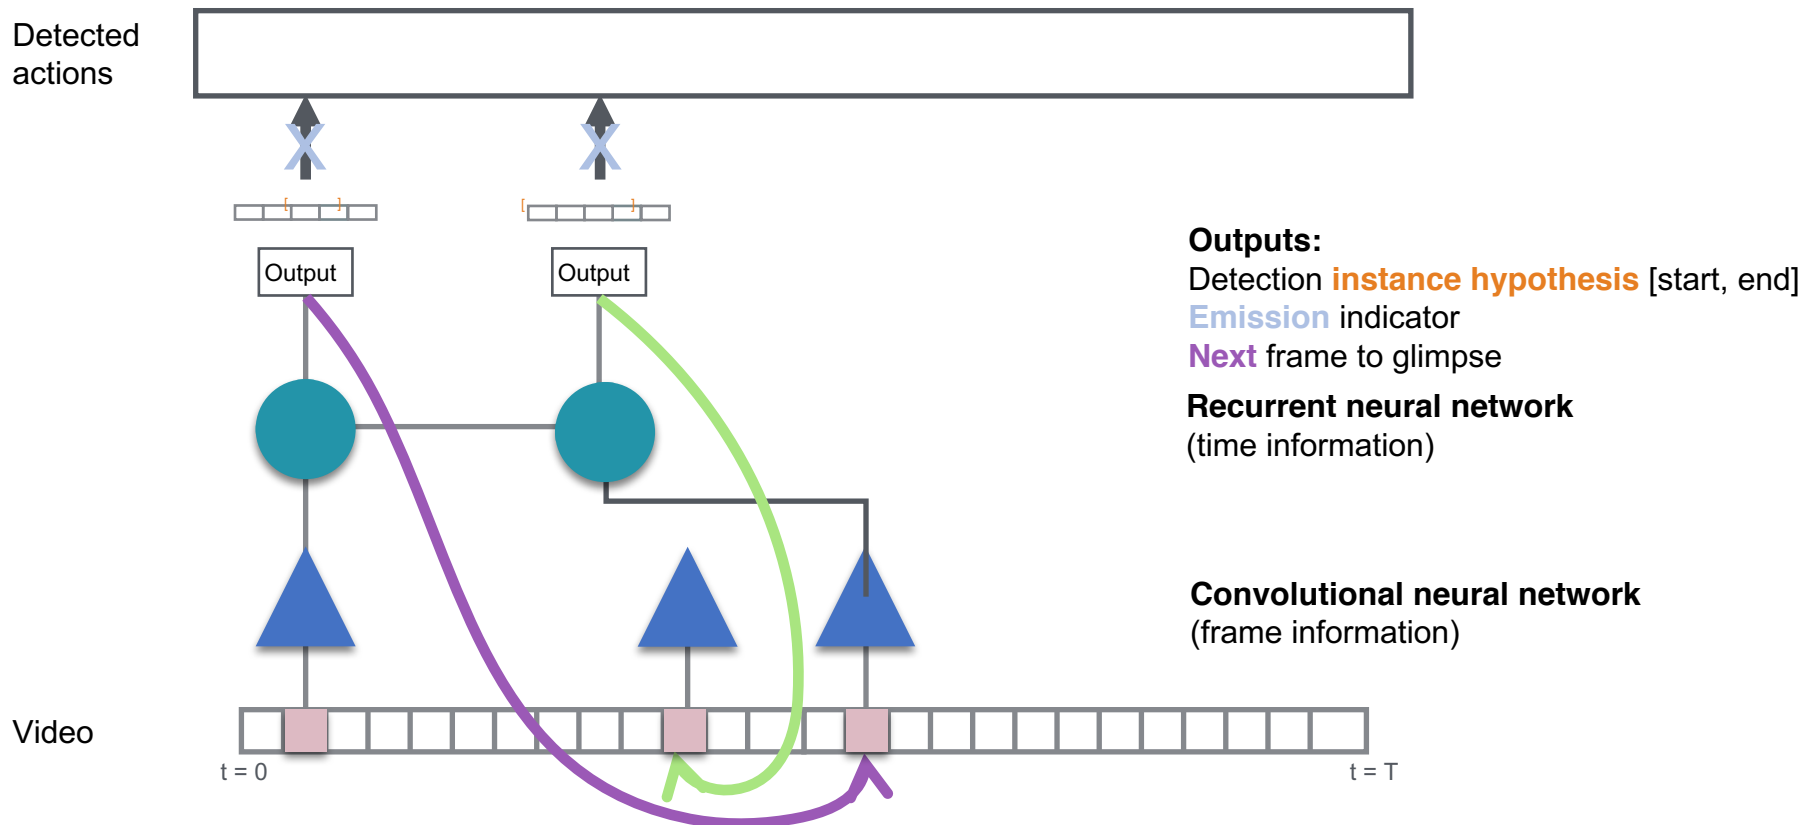 Detected
actions
X
X
[ ]
[ ]
Output
Output
Outputs:
Detection instance hypothesis [start, end]
Emission indicator
Next frame to glimpse
Recurrent neural network
(time information)
Convolutional neural network
(frame information)
Video
t = 0
t = T